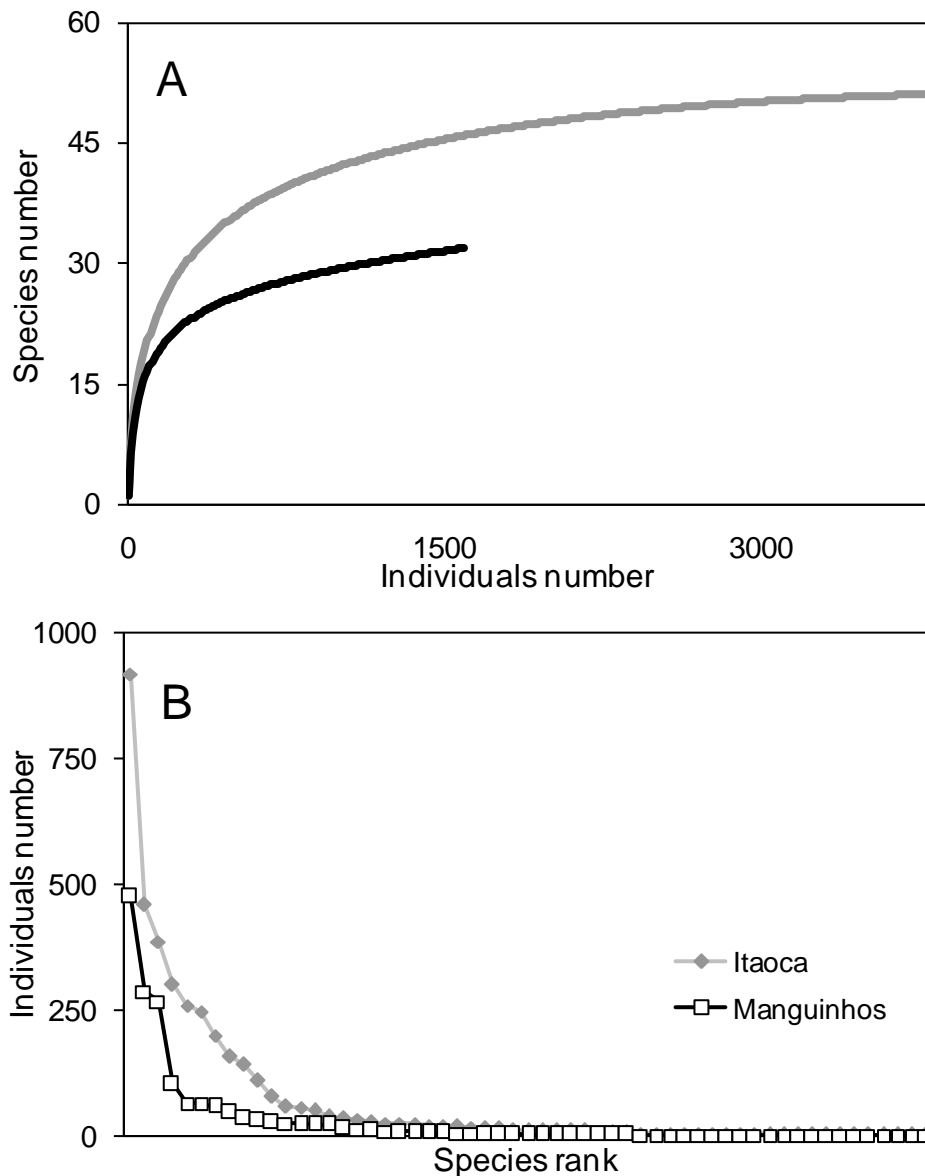 60
A
45
Species number
30
15
0
0 1500 3000
Individuals number
1000
B
750
Individuals number
500
Itaoca
250
Manguinhos
0
Species rank